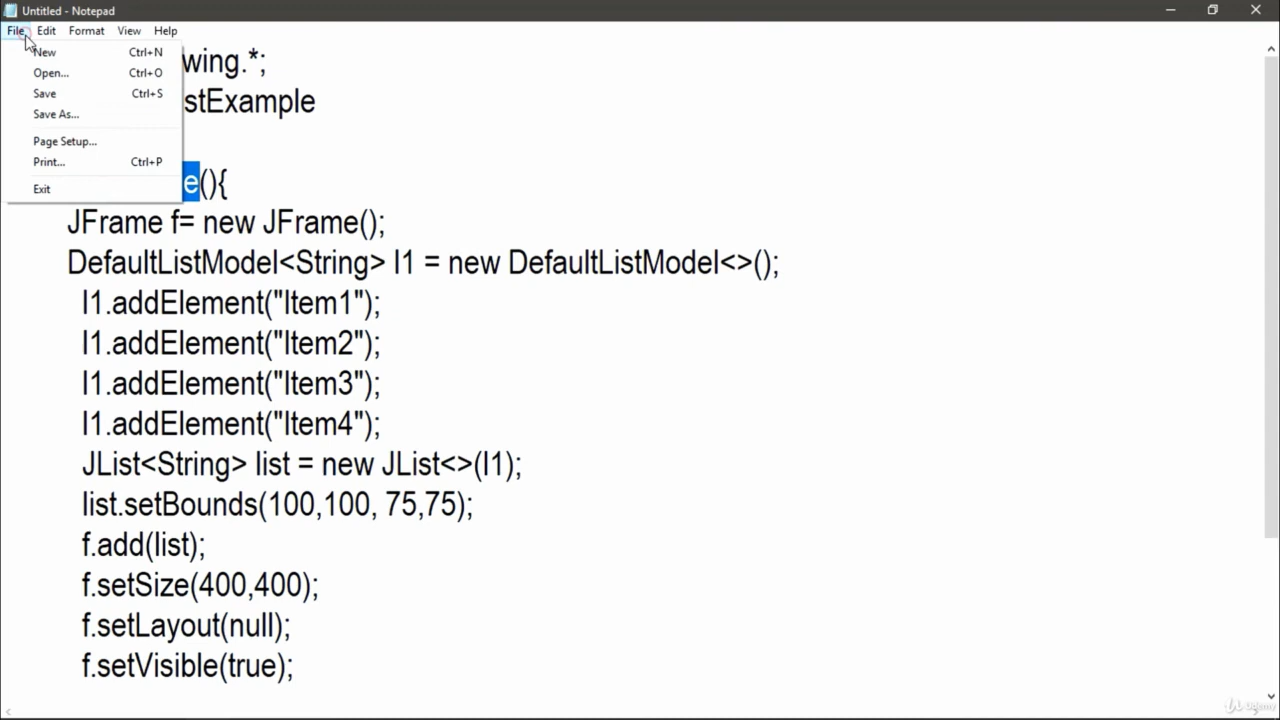 Untitled - Notepad
File Edit Format View Help
New Ctrl+N
Open... Ctrl+O
Save Ctrl+S
Save As...
Page Setup...
Print... Ctrl+P
Exit
wing.*;
stExample
e(){
JFrame f= new JFrame();
DefaultListModel<String> l1 = new DefaultListModel<>();
l1.addElement("Item1");
l1.addElement("Item2");
l1.addElement("Item3");
l1.addElement("Item4");
JList<String> list = new JList<>(l1);
list.setBounds(100,100, 75,75);
f.add(list);
f.setSize(400,400);
f.setLayout(null);
f.setVisible(true);
Udemy